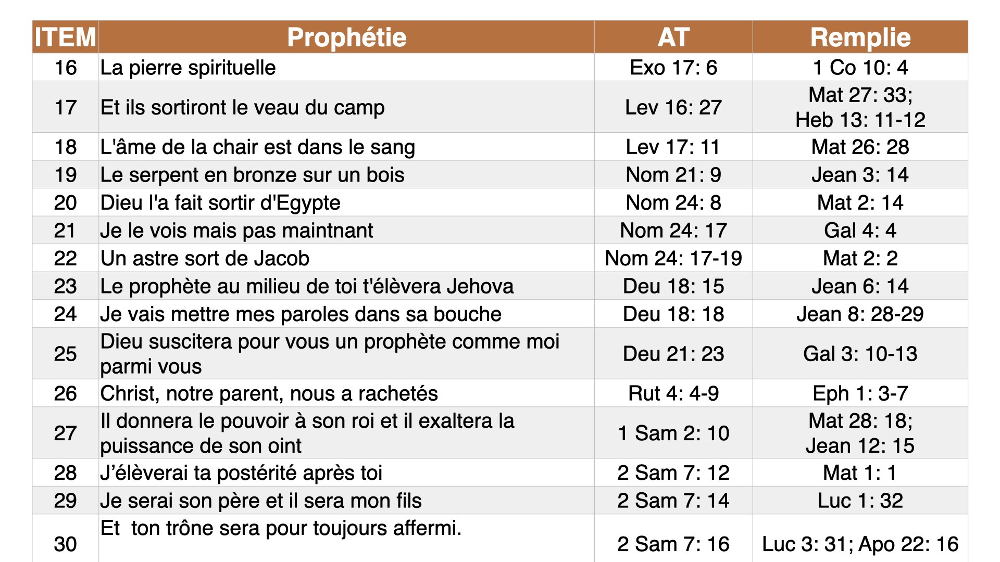 ITEM Prophétie AT Remplie
16 La pierre spirituelle Exo 17: 6 1 Co 10: 4
17 Et ils sortiront le veau du camp Lev 16: 27 Mat 27: 33;
Heb 13: 11-12
18 L'âme de la chair est dans le sang Lev 17: 11 Mat 26: 28
19 Le serpent en bronze sur un bois Nom 21: 9 Jean 3: 14
20 Dieu l'a fait sortir d'Egypte Nom 24: 8 Mat 2: 14
21 Je le vois mais pas maintnant Nom 24: 17 Gal 4: 4
22 Un astre sort de Jacob Nom 24: 17-19 Mat 2: 2
23 Le prophète au milieu de toi t'élèvera Jehova Deu 18: 15 Jean 6: 14
24 Je vais mettre mes paroles dans sa bouche Deu 18: 18 Jean 8: 28-29
25 Dieu suscitera pour vous un prophète comme moi
parmi vous Deu 21: 23 Gal 3: 10-13
26 Christ, notre parent, nous a rachetés Rut 4: 4-9 Eph 1: 3-7
27 Il donnera le pouvoir à son roi et il exaltera la
puissance de son oint 1 Sam 2: 10 Mat 28: 18;
Jean 12: 15
28 J’élèverai ta postérité après toi 2 Sam 7: 12 Mat 1: 1
29 Je serai son père et il sera mon fils 2 Sam 7: 14 Luc 1: 32
30 Et  ton trône sera pour toujours affermi. 2 Sam 7: 16 Luc 3: 31; Apo 22: 16